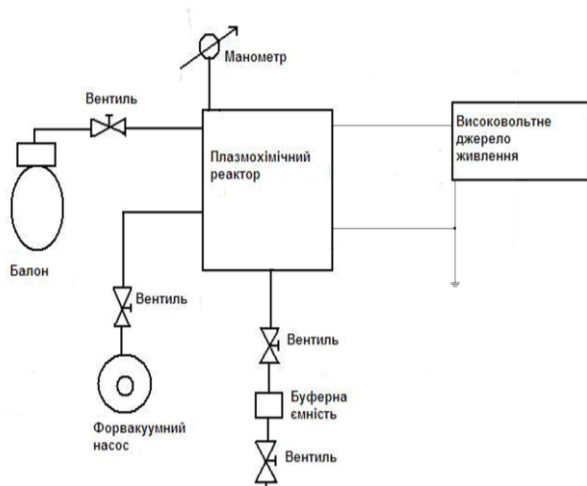 Манометр
Вентиль
Високовольтне
джерело
живлення
Плазмохімічний
реактор
Балон
Вентиль
Вентиль
Буферна
ємність
Форвакуумний
насос
Вентиль